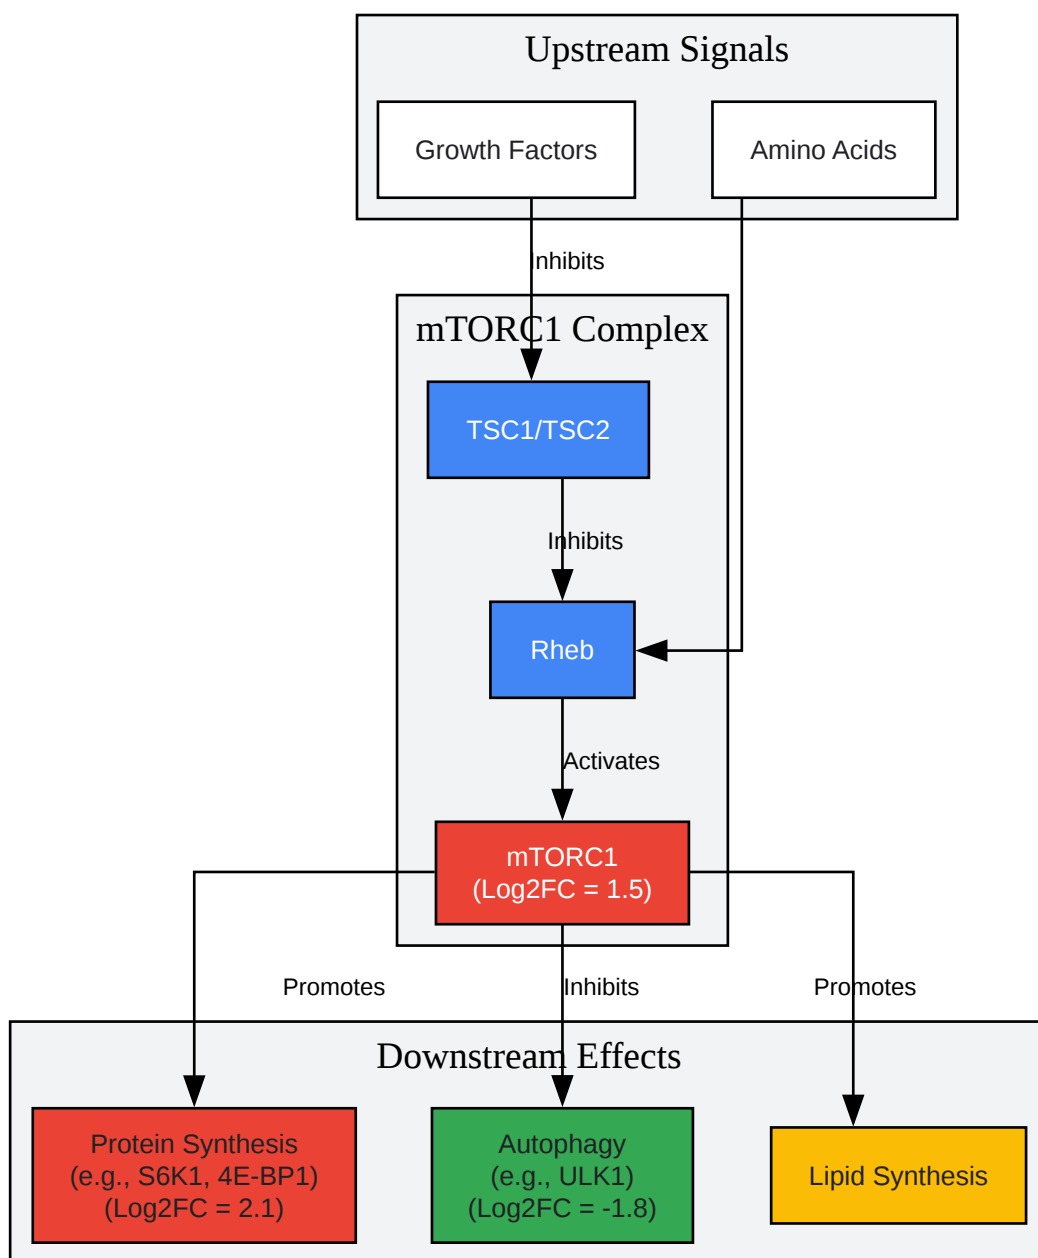 Upstream Signals
Growth Factors
Amino Acids
Inhibits
mTORC1 Complex
TSC1/TSC2
Inhibits
Rheb
Activates
mTORC1
(Log2FC = 1.5)
Promotes
Inhibits
Promotes
Downstream Effects
Protein Synthesis
(e.g., S6K1, 4E-BP1)
(Log2FC = 2.1)
Autophagy
(e.g., ULK1)
(Log2FC = -1.8)
Lipid Synthesis